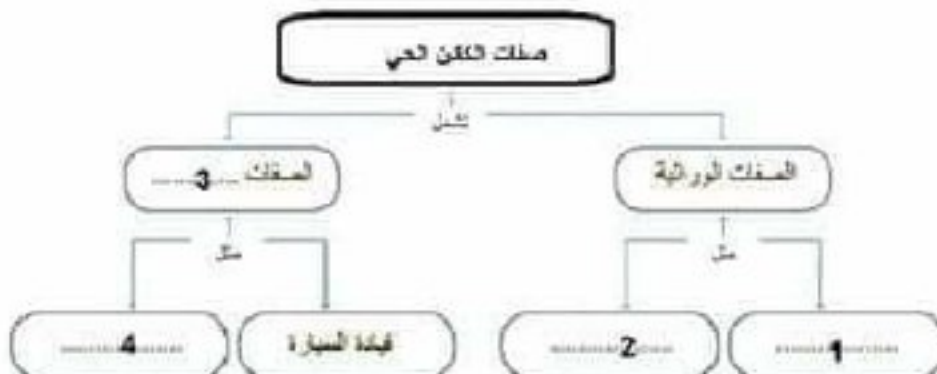 صفات الكائن الحي
تشمل
الصفات الوراثية
الصفات ....3....
مثل
مثل
........1........
........2........
قيادة السيارة
........4........